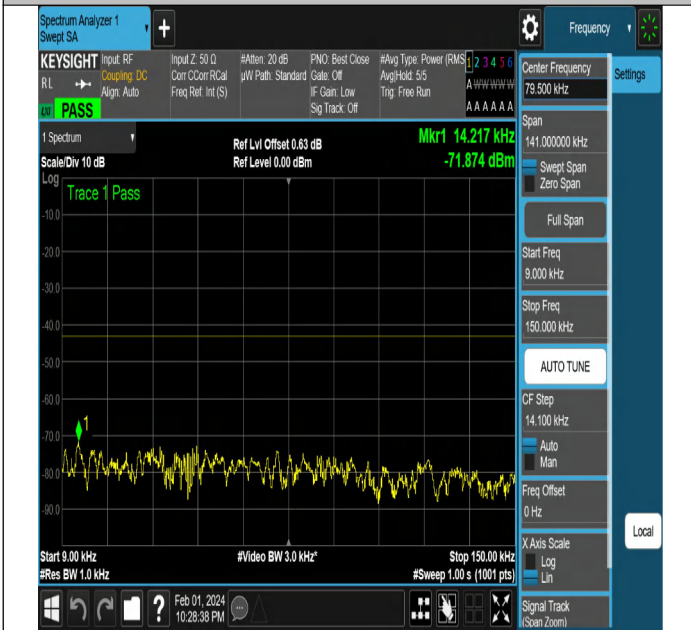 Spectrum Analyzer 1
Swept SA
+
Frequency
KEYSIGHT
RL
Input: RF
Coupling: DC
Align: Auto
Input Z: 50 Ω
Corr CCorr RCal
Freq Ref: Int (S)
#Atten: 20 dB
µW Path: Standard
PNO: Best Close
Gate: Off
IF Gain: Low
Sig Track: Off
#Avg Type: Power (RMS
Avg|Hold: 5/5
Trig: Free Run
1 2 3 4 5 6
A W W W W W
A A A A A A
LXI PASS
1 Spectrum
Scale/Div 10 dB
Ref Lvl Offset 0.63 dB
Ref Level 0.00 dBm
Mkr1 14.217 kHz
-71.874 dBm
Log
Trace 1 Pass
-10.0
-20.0
-30.0
-40.0
-50.0
-60.0
-70.0
-80.0
-90.0
1
Start 9.00 kHz
#Res BW 1.0 kHz
#Video BW 3.0 kHz*
Stop 150.00 kHz
#Sweep 1.00 s (1001 pts)
Center Frequency
79.500 kHz
Settings
Span
141.000000 kHz
Swept Span
Zero Span
Full Span
Start Freq
9.000 kHz
Stop Freq
150.000 kHz
AUTO TUNE
CF Step
14.100 kHz
Auto
Man
Freq Offset
0 Hz
X Axis Scale
Log
Lin
Local
Signal Track
(Span Zoom)
?
Feb 01, 2024
10:28:38 PM